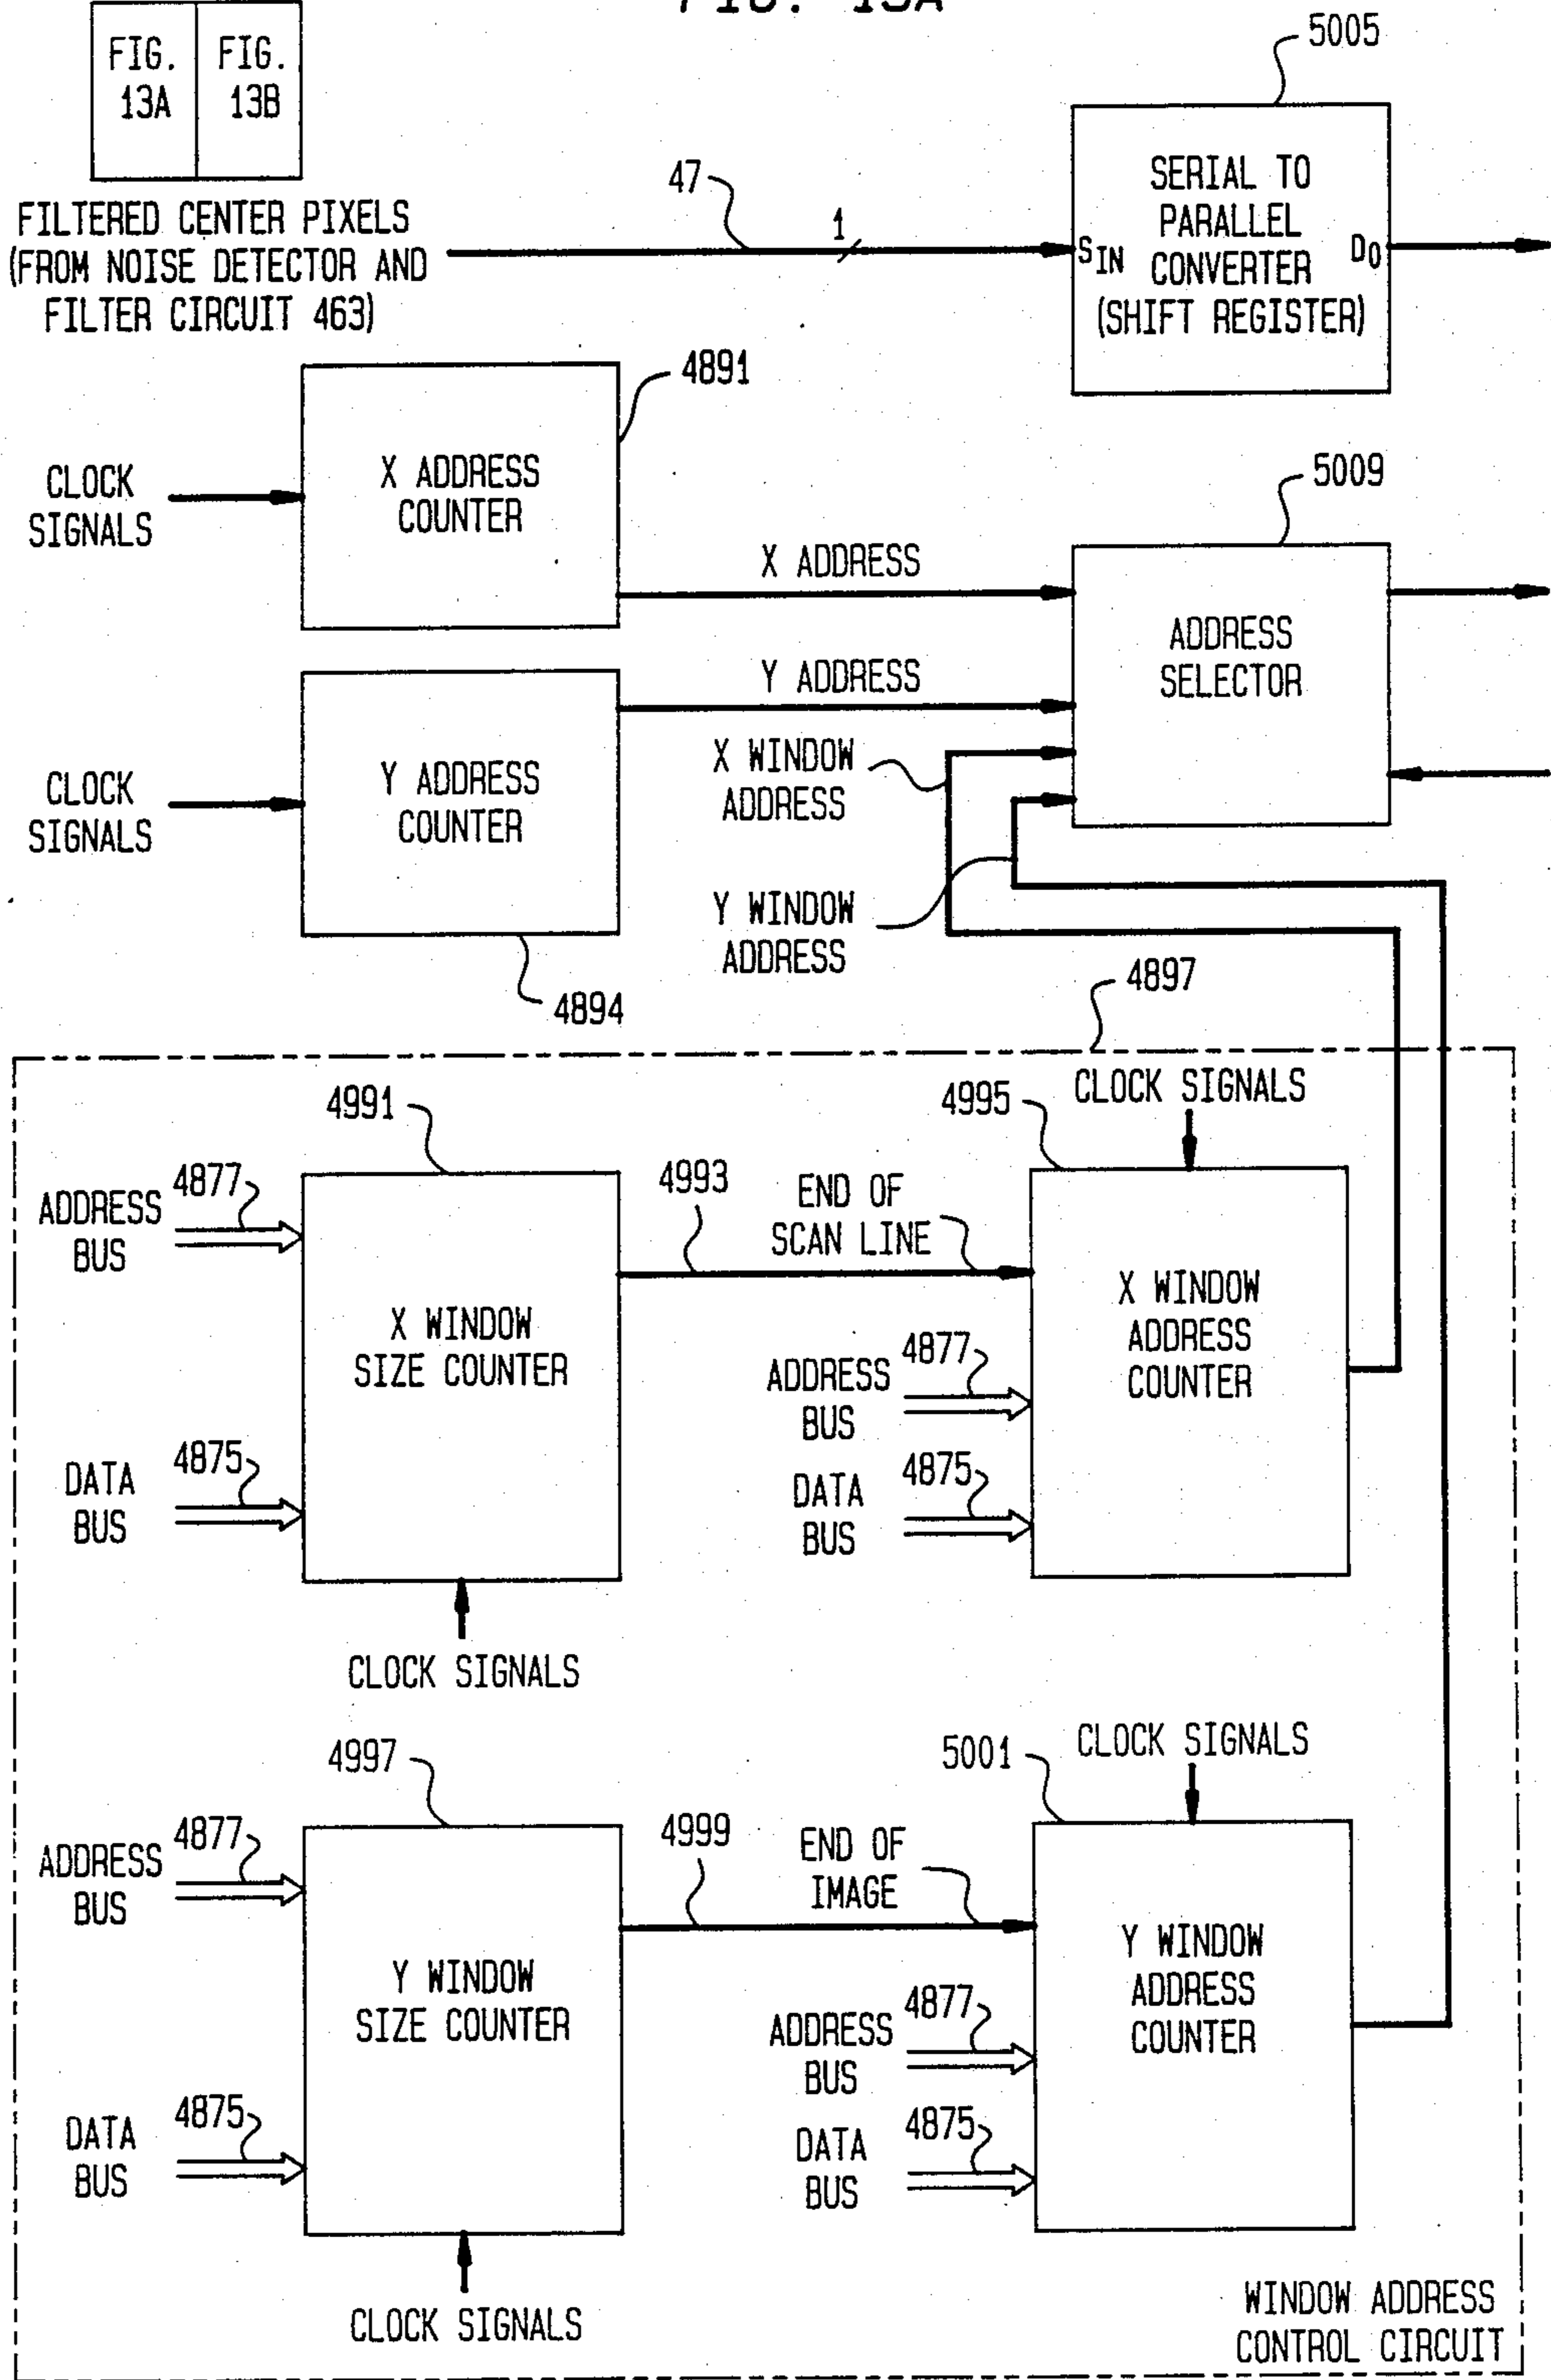 FIG. 13A
FIG. 13A
FIG. 13B
FILTERED CENTER PIXELS
(FROM NOISE DETECTOR AND
FILTER CIRCUIT 463)
47
1
5005
SERIAL TO
PARALLEL
CONVERTER
(SHIFT REGISTER)
SIN
D0
4891
CLOCK
SIGNALS
X ADDRESS
COUNTER
X ADDRESS
5009
ADDRESS
SELECTOR
Y ADDRESS
CLOCK
SIGNALS
Y ADDRESS
COUNTER
4894
X WINDOW
ADDRESS
Y WINDOW
ADDRESS
4897
4991
ADDRESS
BUS
4877
X WINDOW
SIZE COUNTER
DATA
BUS
4875
CLOCK SIGNALS
4993
END OF
SCAN LINE
4995
CLOCK SIGNALS
X WINDOW
ADDRESS
COUNTER
ADDRESS
BUS
4877
DATA
BUS
4875
4997
ADDRESS
BUS
4877
Y WINDOW
SIZE COUNTER
DATA
BUS
4875
CLOCK SIGNALS
4999
END OF
IMAGE
5001
CLOCK SIGNALS
Y WINDOW
ADDRESS
COUNTER
ADDRESS
BUS
4877
DATA
BUS
4875
WINDOW ADDRESS
CONTROL CIRCUIT